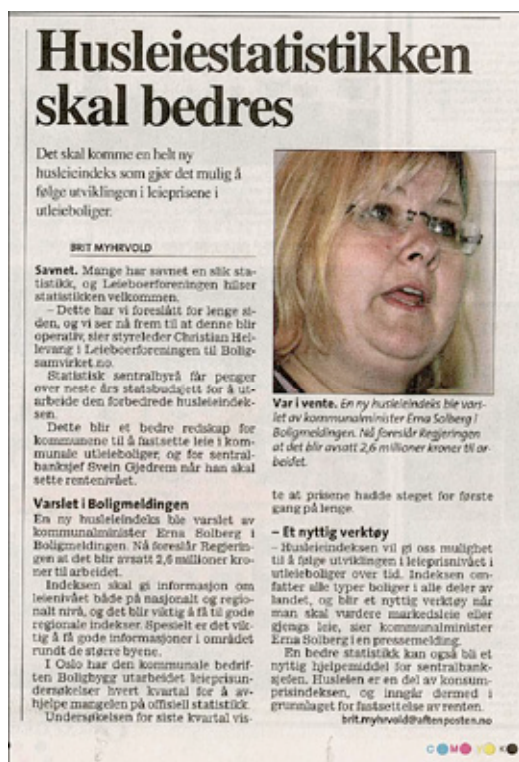 Husleiestatistikken
skal bedres
Det skal komme en helt ny
husleieindeks som gjør det mulig å
følge utviklingen i leieprisene i
utleieboliger.
BRIT MYHRVOLD
Savnet. Mange har savnet en slik sta-
tistikk, og Leieboerforeningen hilser
statistikken velkommen.
– Dette har vi foreslått for lenge si-
den, og vi ser nå frem til at denne blir
operativ, sier styreleder Christian Hel-
levang i Leieboerforeningen til Bolig-
samvirket.no.
Statistisk sentralbyrå får penger
over neste års statsbudsjett for å ut-
arbeide den forbedrede husleieindek-
sen.
Dette blir et bedre redskap for
kommunene til å fastsette leie i kom-
munale utleieboliger, og for sentral-
banksjef Svein Gjedrem når han skal
sette rentenivået.
Varslet i Boligmeldingen
En ny husleieindeks ble varslet av
kommunalminister Erna Solberg i
Boligmeldingen. Nå foreslår Regjerin-
gen at det blir avsatt 2,6 millioner kro-
ner til arbeidet.
Indeksen skal gi informasjon om
leienivået både på nasjonalt og regio-
nalt nivå, og det blir viktig å få til gode
regionale indekser. Spesielt er det vik-
tig å få gode informasjoner i området
rundt de større byene.
I Oslo har den kommunale bedrif-
ten Boligbygg utarbeidet leieprisun-
dersøkelser hvert kvartal for å av-
hjelpe mangelen på offisiell statistikk.
Undersøkelsen for siste kvartal vis-
Var i vente. En ny husleieindeks ble vars-
let av kommunalminister Erna Solberg i
Boligmeldingen. Nå foreslår Regjeringen
at det blir avsatt 2,6 millioner kroner til ar-
beidet.
te at prisene hadde steget for første
gang på lenge.
– Et nyttig verktøy
– Husleieindeksen vil gi oss mulighet
til å følge utviklingen i leieprisnivået i
utleieboliger over tid. Indeksen om-
fatter alle typer boliger i alle deler av
landet, og blir et nyttig verktøy når
man skal vurdere markedsleie eller
gjengs leie, sier kommunalminister
Erna Solberg i en pressemelding.
En bedre statistikk kan også bli et
nyttig hjelpemiddel for sentralbank-
sjefen. Husleien er en del av konsum-
prisindeksen, og inngår dermed i
grunnlaget for fastsettelse av renten.
brit.myhrvold@aftenposten.no
C M Y K